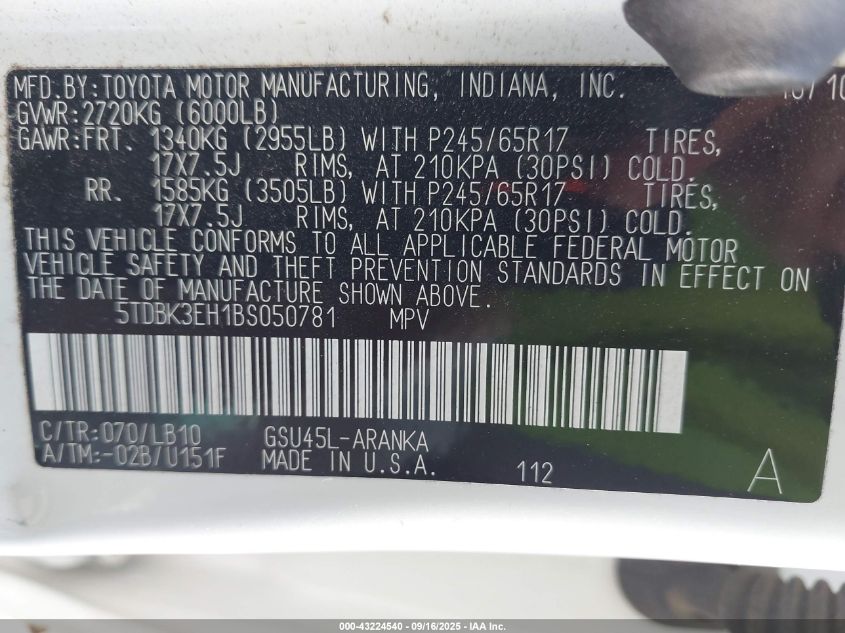 MFD.BY:TOYOTA MOTOR MANUFACTURING, INDIANA, INC. 10/10
GVWR:2720KG (6000LB)
GAWR:FRT. 1340KG (2955LB) WITH P245/65R17 TIRES,
17X7.5J RIMS, AT 210KPA (30PSI) COLD.
RR. 1585KG (3505LB) WITH P245/65R17 TIRES,
17X7.5J RIMS, AT 210KPA (30PSI) COLD.
THIS VEHICLE CONFORMS TO ALL APPLICABLE FEDERAL MOTOR
VEHICLE SAFETY AND THEFT PREVENTION STANDARDS IN EFFECT ON
THE DATE OF MANUFACTURE SHOWN ABOVE.
5TDBK3EH1BS050781 MPV
C/TR:070/LB10 GSU45L-ARANKA
A/TM:-02B/U151F MADE IN U.S.A. 112 A
000-43224540 - 09/16/2025 - IAA Inc.